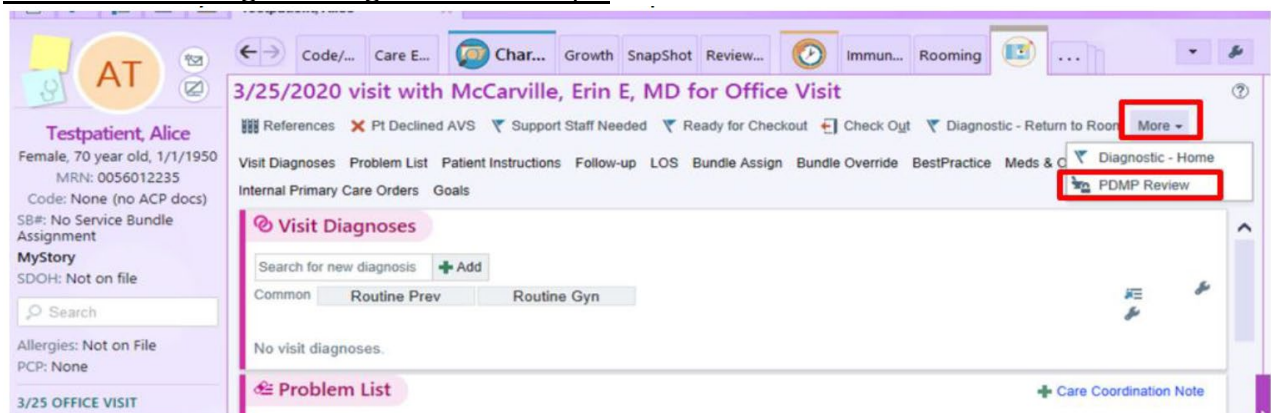 Testpatient, Alice
Code/... Care E... Char... Growth SnapShot Review... Immun... Rooming ...
AT
3/25/2020 visit with McCarville, Erin E, MD for Office Visit
References Pt Declined AVS Support Staff Needed Ready for Checkout Check Out Diagnostic - Return to Room More
Testpatient, Alice
Female, 70 year old, 1/1/1950
MRN: 0056012235
Code: None (no ACP docs)
SB#: No Service Bundle
Assignment
MyStory
SDOH: Not on file
Search
Allergies: Not on File
PCP: None
3/25 OFFICE VISIT
Visit Diagnoses Problem List Patient Instructions Follow-up LOS Bundle Assign Bundle Override BestPractice Meds & 
Internal Primary Care Orders Goals
Diagnostic - Home
PDMP Review
Visit Diagnoses
Search for new diagnosis Add
Common Routine Prev Routine Gyn
No visit diagnoses.
Problem List
Care Coordination Note